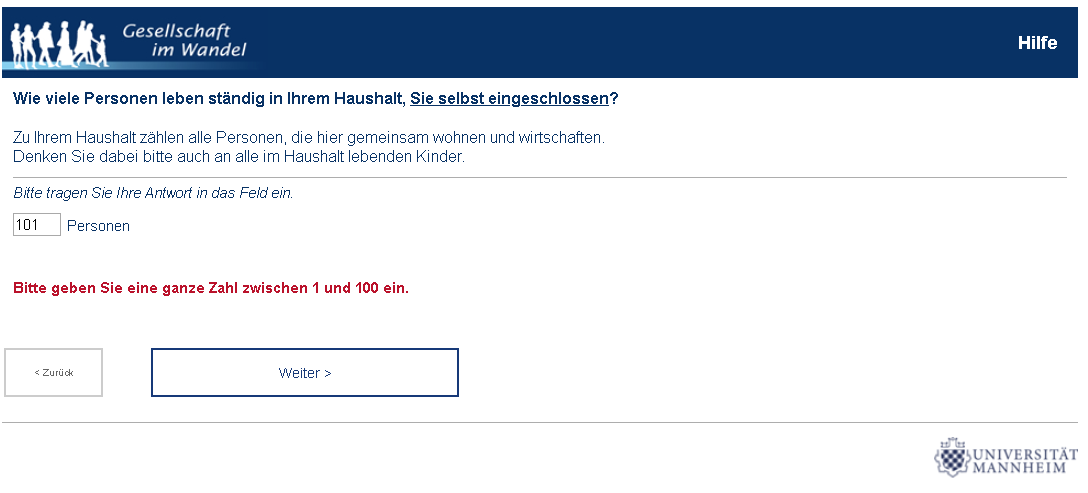 Gesellschaft
im Wandel
Hilfe
Wie viele Personen leben ständig in Ihrem Haushalt, Sie selbst eingeschlossen?
Zu Ihrem Haushalt zählen alle Personen, die hier gemeinsam wohnen und wirtschaften.
Denken Sie dabei bitte auch an alle im Haushalt lebenden Kinder.
Bitte tragen Sie Ihre Antwort in das Feld ein.
101 Personen
Bitte geben Sie eine ganze Zahl zwischen 1 und 100 ein.
< Zurück
Weiter >
UNIVERSITÄT
MANNHEIM